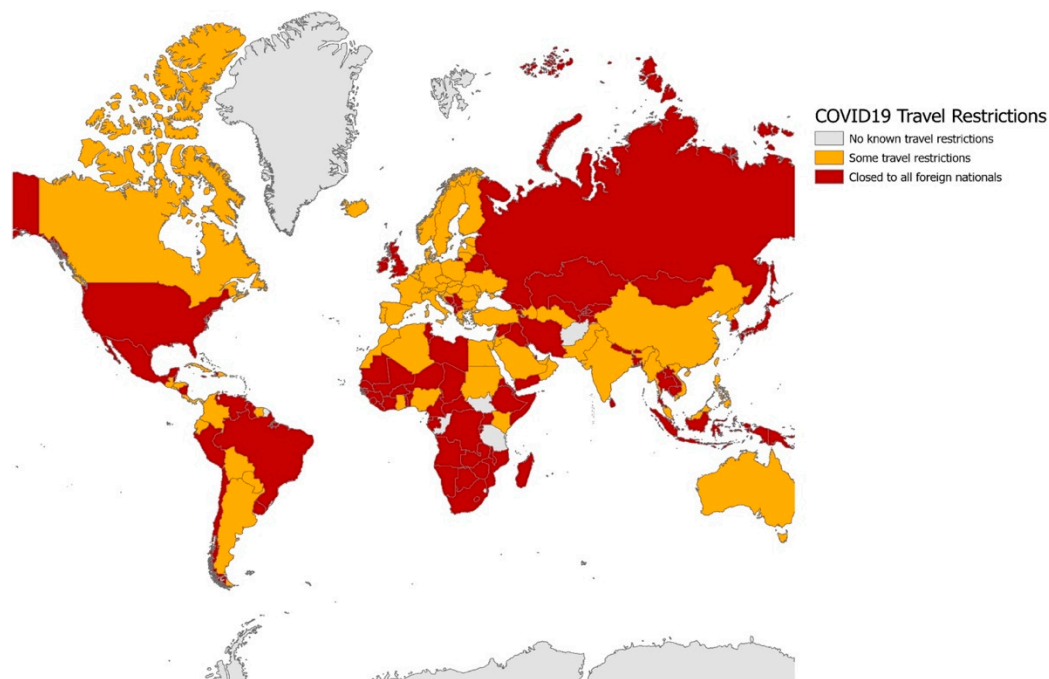 COVID19 Travel Restrictions
No known travel restrictions
Some travel restrictions
Closed to all foreign nationals